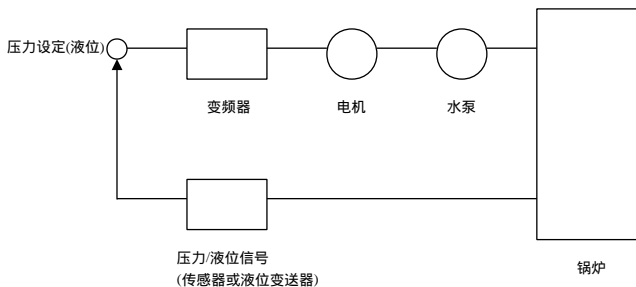 压力设定(液位)
变频器
电机
水泵
压力/液位信号
(传感器或液位变送器)
锅炉